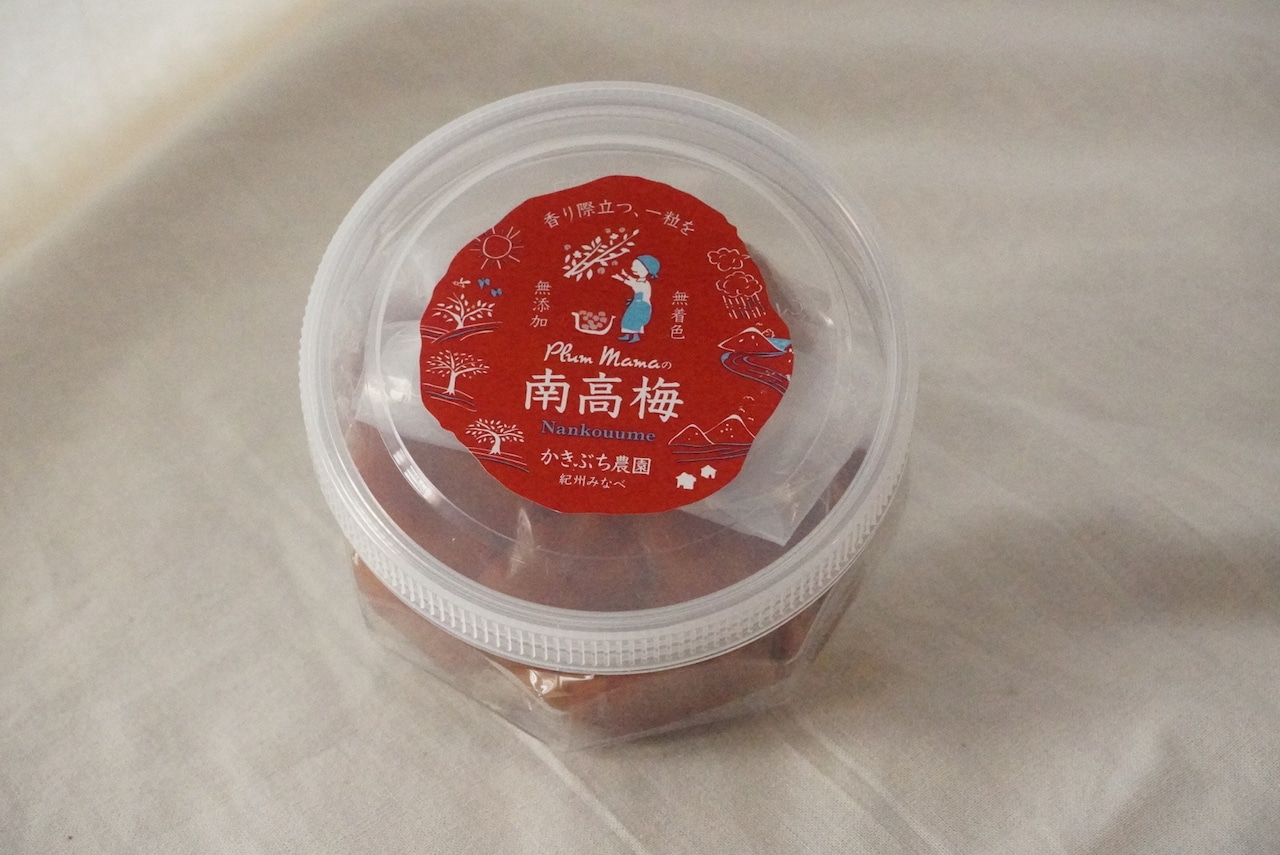 香り際立つ、一粒を
無添加
無着色
Plum Mamaの
南高梅
Nankouume
かきぶち農園
紀州みなべ